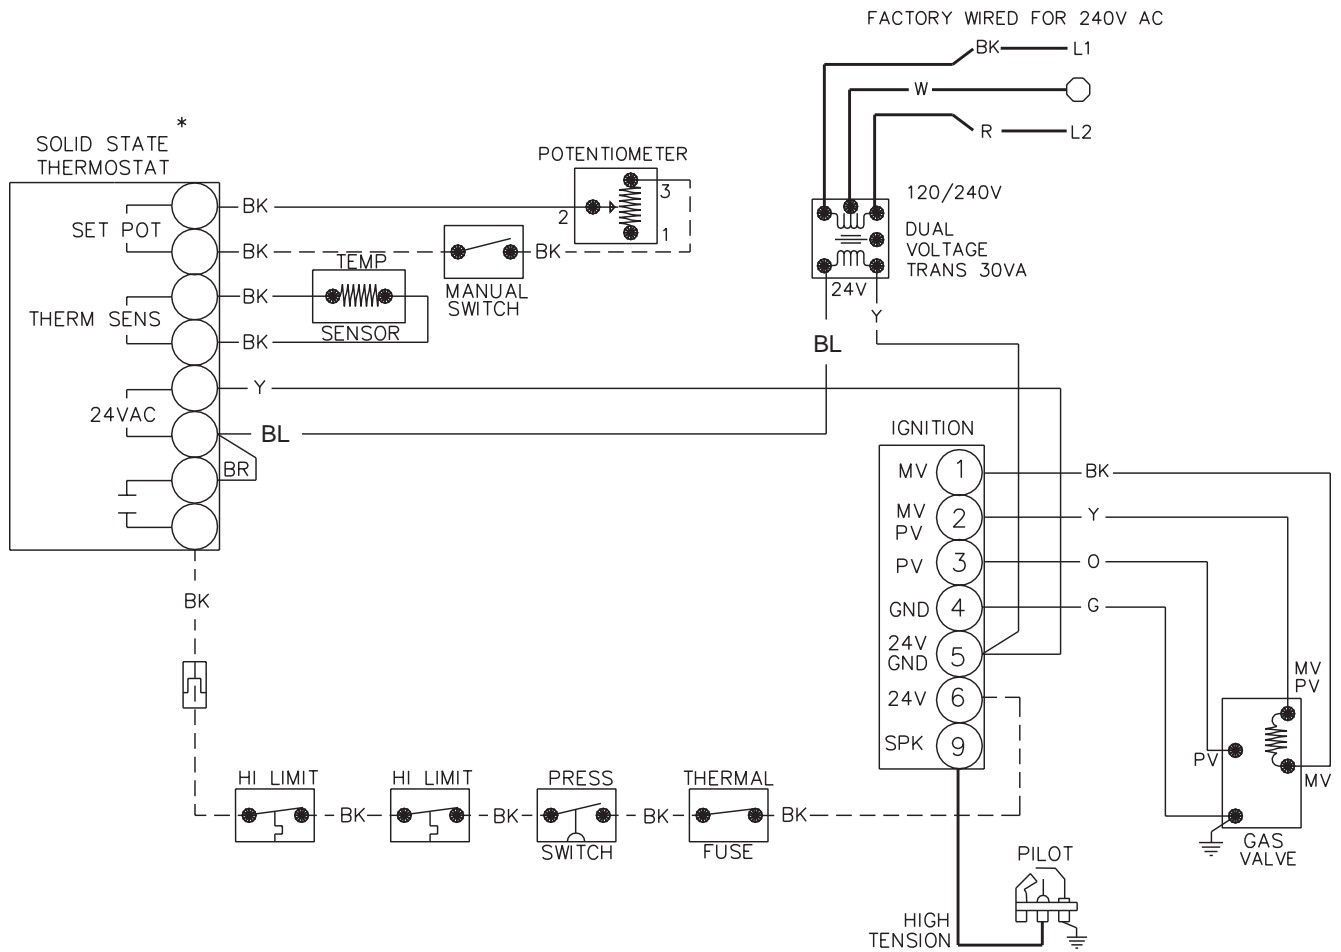 FACTORY WIRED FOR 240V AC
BK
L1
W
R
L2
*
SOLID STATE
THERMOSTAT
POTENTIOMETER
3
2
1
120/240V
DUAL
VOLTAGE
TRANS 30VA
24V
BK
SET POT
BK
BK
TEMP
MANUAL
SWITCH
BK
THERM SENS
SENSOR
BK
Y
BL
Y
24VAC
BL
BR
IGNITION
MV
1
BK
MV
PV
2
Y
PV
3
O
GND
4
G
24V
GND
5
24V
6
SPK
9
BK
MV
PV
PV
MV
GAS
VALVE
HI LIMIT
HI LIMIT
PRESS
THERMAL
BK
BK
BK
BK
SWITCH
FUSE
PILOT
HIGH
TENSION